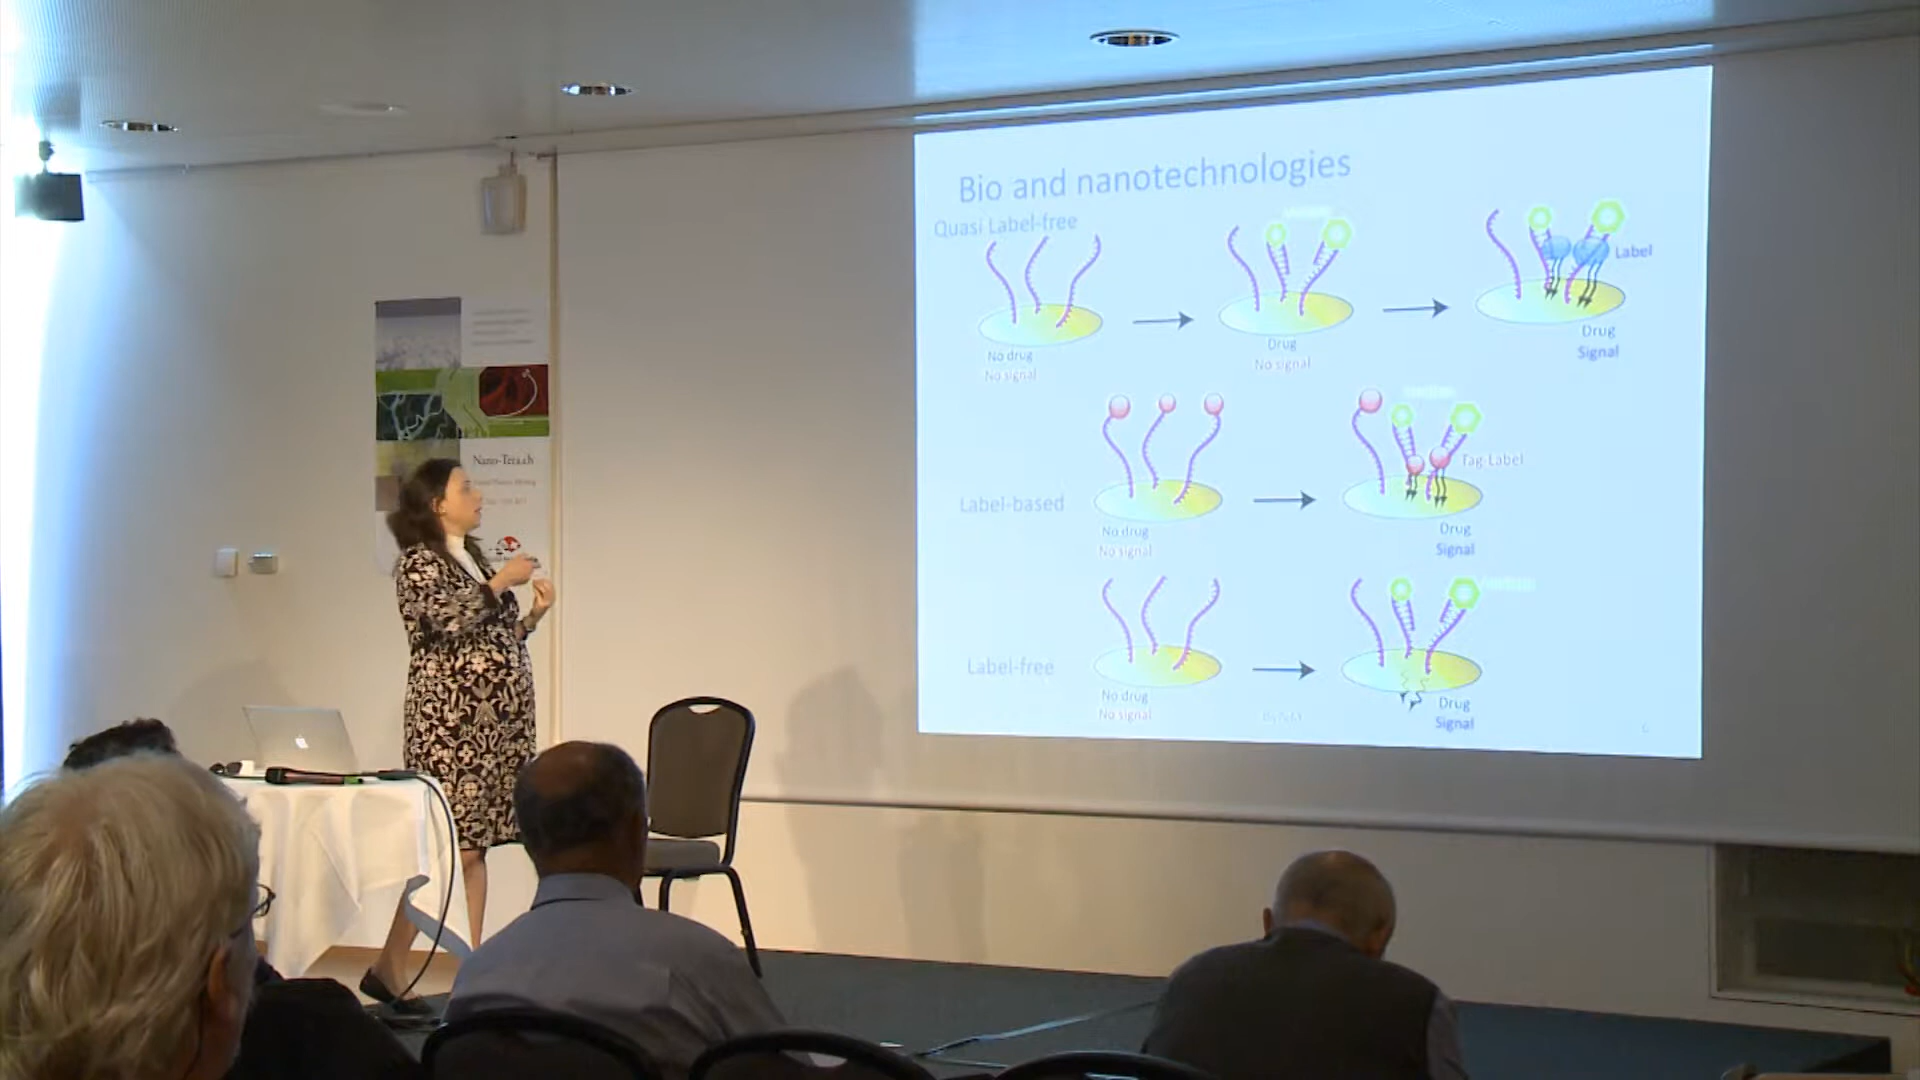 Bio and nanotechnologies
Quasi Label-free
Label
No drug
No signal
Drug
No signal
Drug
Signal
Label-based
Tag-Label
No drug
No signal
Drug
Signal
Label-free
No drug
No signal
Drug
Signal
Nano-Tera.ch